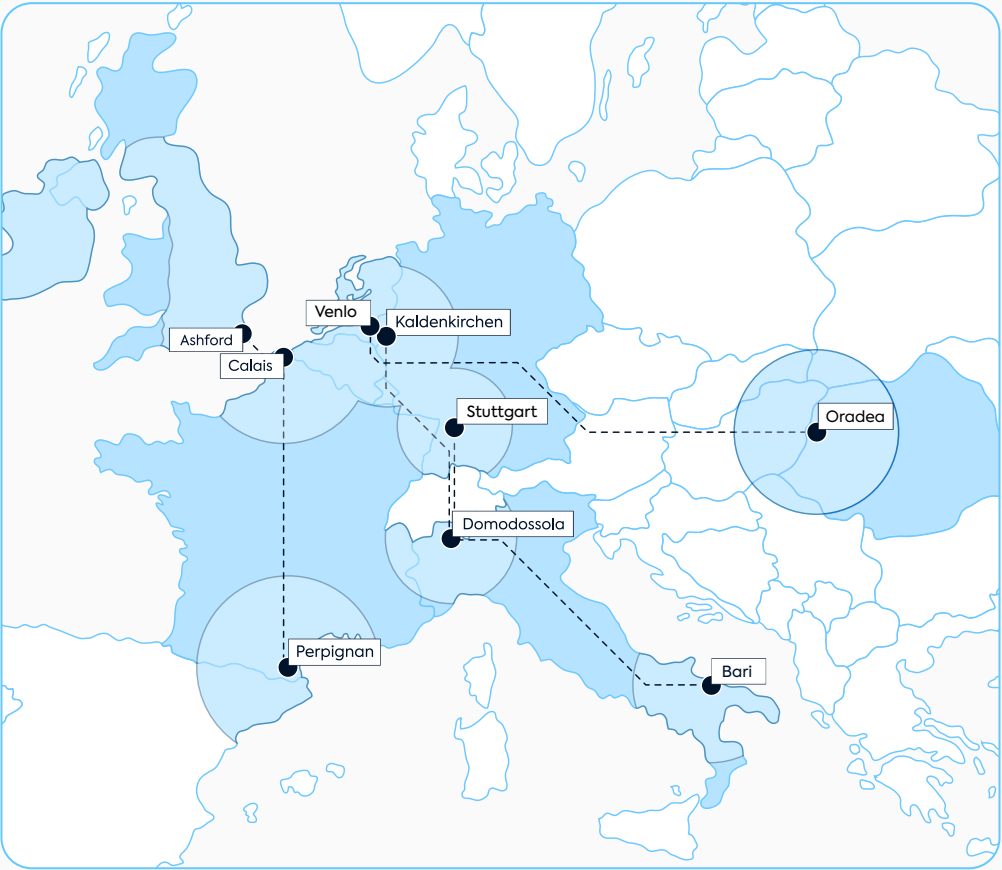 Venlo
Kaldenkirchen
Ashford
Calais
Stuttgart
Oradea
Domodossola
Perpignan
Bari